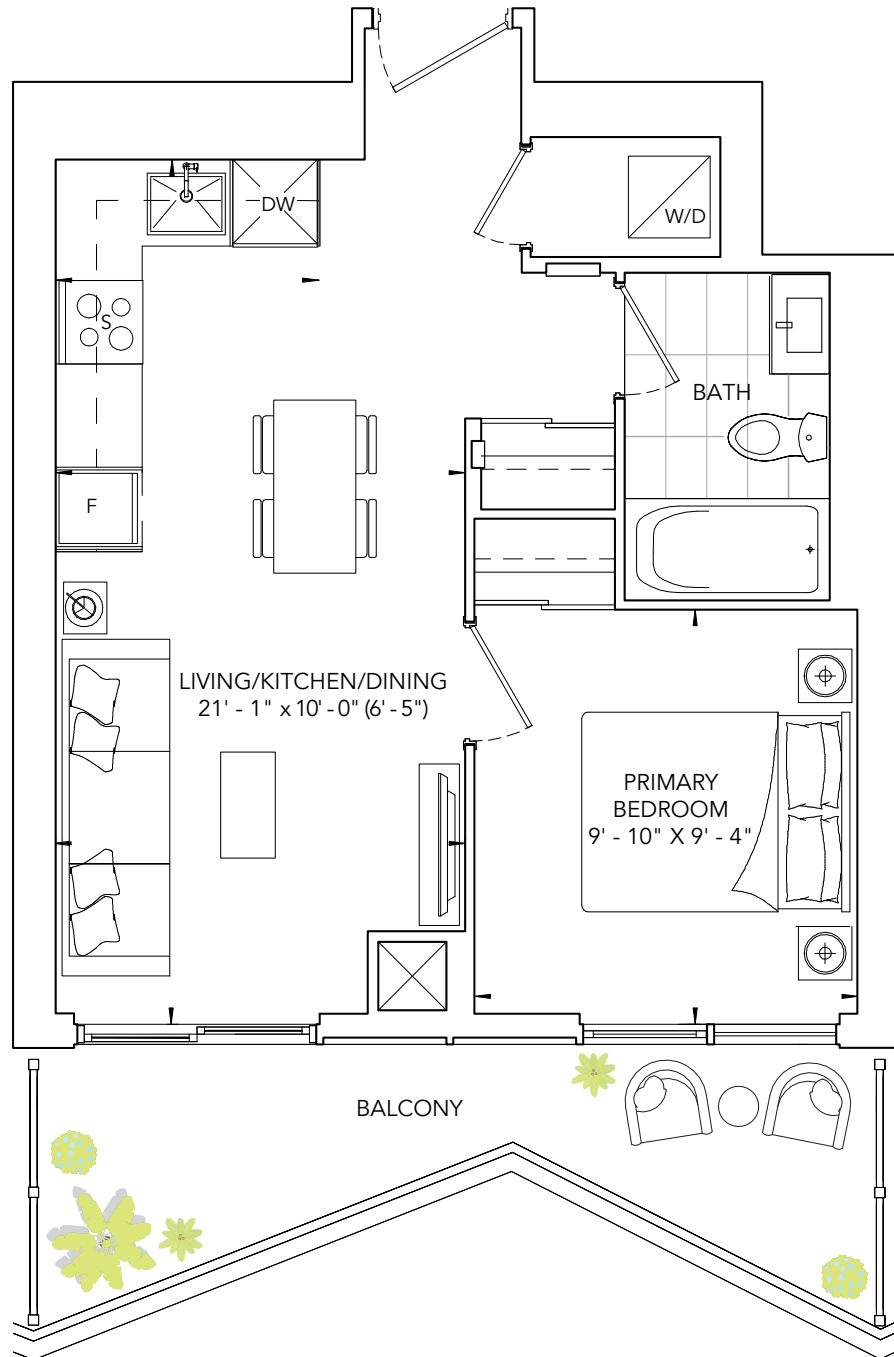 DW
W/D
S
BATH
F
LIVING/KITCHEN/DINING
21' - 1" x 10' - 0" (6' - 5")
PRIMARY
BEDROOM
9' - 10" X 9' - 4"
BALCONY